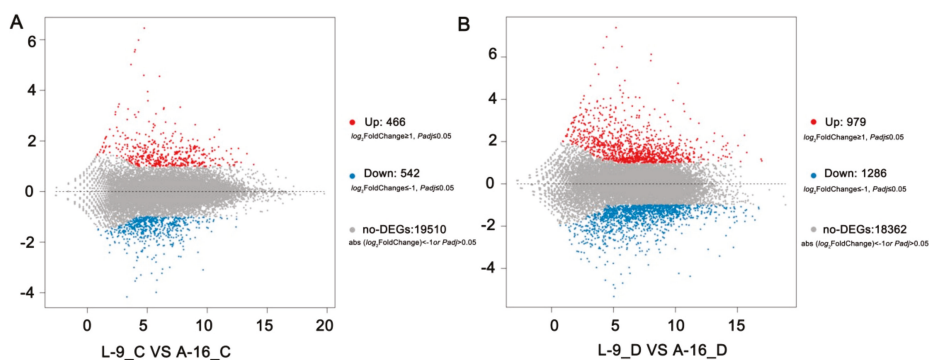 A
6
4
2
0
-2
-4
0
5
10
15
20
L-9_C VS A-16_C
Up: 466
log₂FoldChange≥1, Padj≤0.05
Down: 542
log₂FoldChange≤-1, Padj≤0.05
no-DEGs:19510
abs (log₂FoldChange)<-1or Padj>0.05
B
6
4
2
0
-2
-4
0
5
10
15
L-9_D VS A-16_D
Up: 979
log₂FoldChange≥1, Padj≤0.05
Down: 1286
log₂FoldChange≤-1, Padj≤0.05
no-DEGs:18362
abs (log₂FoldChange)<-1or Padj>0.05